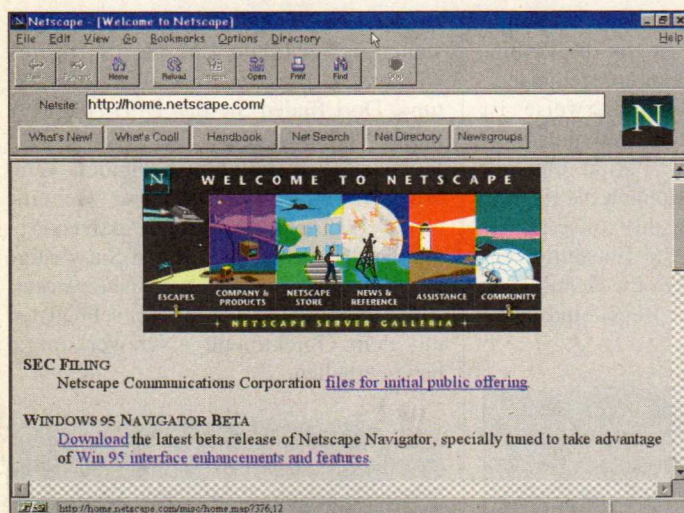 Netscape - [Welcome to Netscape]
File Edit View Go Bookmarks Options Directory Help
Back Forward Home Reload Images Open Print Find Stop
Netsite: http://home.netscape.com/
N
What's New! What's Cool! Handbook Net Search Net Directory Newsgroups
N WELCOME TO NETSCAPE
ESCAPES COMPANY & PRODUCTS NETSCAPE STORE NEWS & REFERENCE ASSISTANCE COMMUNITY
NETSCAPE SERVER GALLERIA
SEC FILING
Netscape Communications Corporation files for initial public offering.
WINDOWS 95 NAVIGATOR BETA
Download the latest beta release of Netscape Navigator, specially tuned to take advantage
of Win 95 interface enhancements and features.
http://home.netscape.com/misc/home.map?376,12